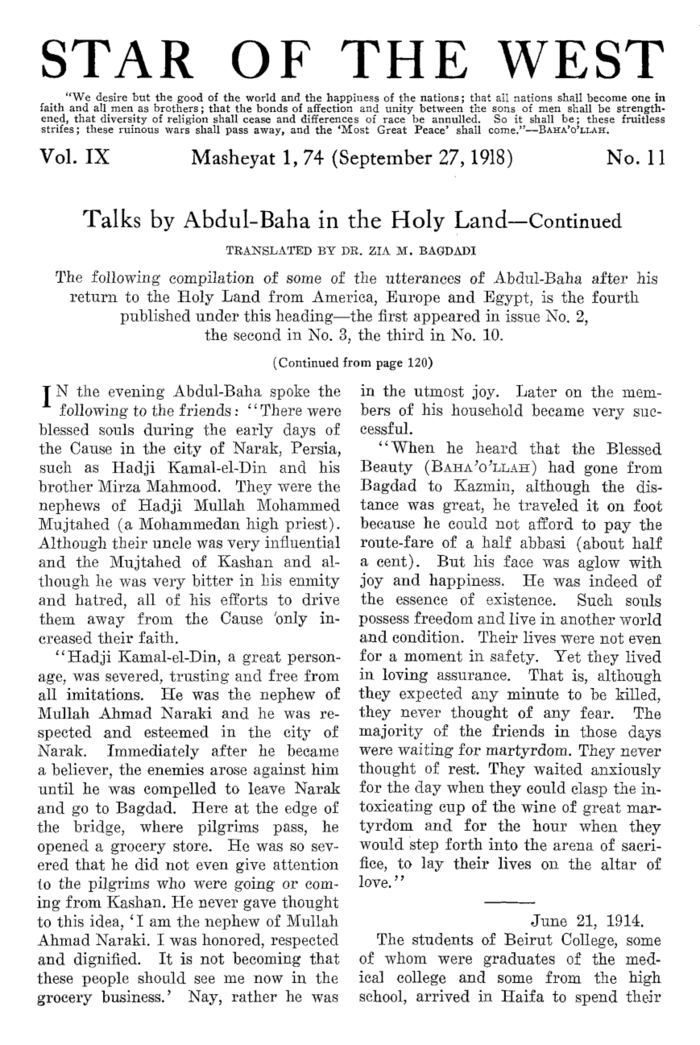 STAR OF THE WEST
"We desire but the good of the world and the happiness of the nations; that all nations shall become one in
faith and all men as brothers; that the bonds of affection and unity between the sons of men shall be strength-
ened, that diversity of religion shall cease and differences of race be annulled. So it shall be; these fruitless
strifes; these ruinous wars shall pass away, and the 'Most Great Peace' shall come."—BAHA'O'LLAH.
Vol. IX Masheyat 1, 74 (September 27, 1918) No. 11
Talks by Abdul-Baha in the Holy Land—Continued
TRANSLATED BY DR. ZIA M. BAGDADI
The following compilation of some of the utterances of Abdul-Baha after his
return to the Holy Land from America, Europe and Egypt, is the fourth
published under this heading—the first appeared in issue No. 2,
the second in No. 3, the third in No. 10.
(Continued from page 120)
IN the evening Abdul-Baha spoke the
following to the friends: "There were
blessed souls during the early days of
the Cause in the city of Narak, Persia,
such as Hadji Kamal-el-Din and his
brother Mirza Mahmood. They were the
nephews of Hadji Mullah Mohammed
Mujtahed (a Mohammedan high priest).
Although their uncle was very influential
and the Mujtahed of Kashan and al-
though he was very bitter in his enmity
and hatred, all of his efforts to drive
them away from the Cause only in-
creased their faith.
"Hadji Kamal-el-Din, a great person-
age, was severed, trusting and free from
all imitations. He was the nephew of
Mullah Ahmad Naraki and he was re-
spected and esteemed in the city of
Narak. Immediately after he became
a believer, the enemies arose against him
until he was compelled to leave Narak
and go to Bagdad. Here at the edge of
the bridge, where pilgrims pass, he
opened a grocery store. He was so sev-
ered that he did not even give attention
to the pilgrims who were going or com-
ing from Kashan. He never gave thought
to this idea, 'I am the nephew of Mullah
Ahmad Naraki. I was honored, respected
and dignified. It is not becoming that
these people should see me now in the
grocery business.' Nay, rather he was
in the utmost joy. Later on the mem-
bers of his household became very suc-
cessful.
"When he heard that the Blessed
Beauty (BAHA'O'LLAH) had gone from
Bagdad to Kazmin, although the dis-
tance was great, he traveled it on foot
because he could not afford to pay the
route-fare of a half abbasi (about half
a cent). But his face was aglow with
joy and happiness. He was indeed of
the essence of existence. Such souls
possess freedom and live in another world
and condition. Their lives were not even
for a moment in safety. Yet they lived
in loving assurance. That is, although
they expected any minute to be killed,
they never thought of any fear. The
majority of the friends in those days
were waiting for martyrdom. They never
thought of rest. They waited anxiously
for the day when they could clasp the in-
toxicating cup of the wine of great mar-
tyrdom and for the hour when they
would step forth into the arena of sacri-
fice, to lay their lives on the altar of
love."
June 21, 1914.
The students of Beirut College, some
of whom were graduates of the med-
ical college and some from the high
school, arrived in Haifa to spend their